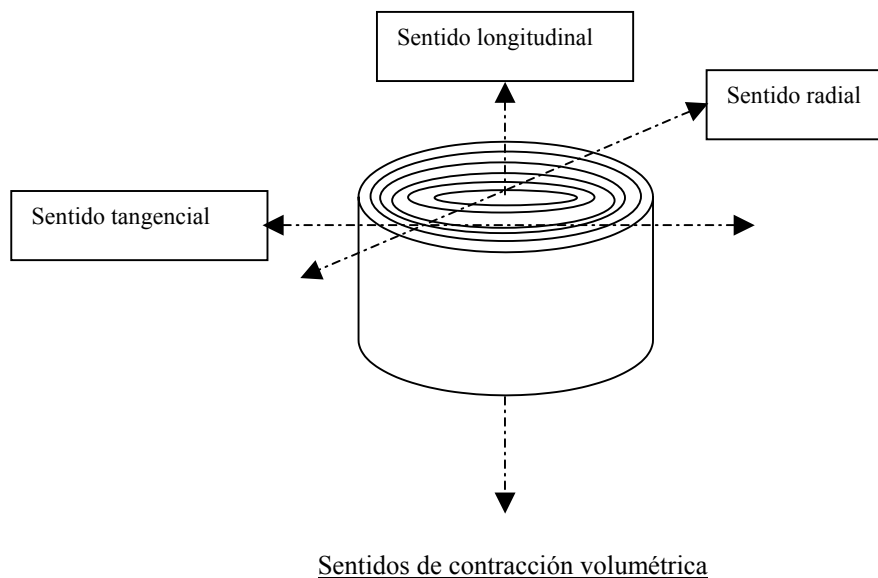 Sentido longitudinal
Sentido radial
Sentido tangencial
Sentidos de contracción volumétrica